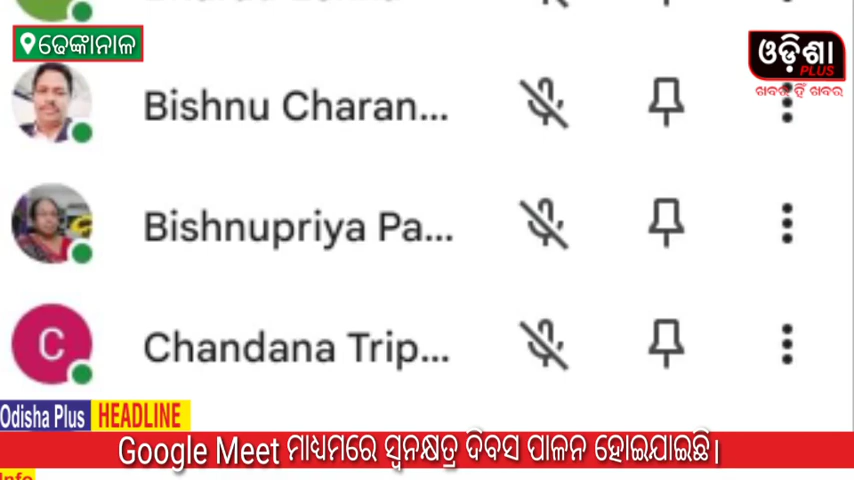 ଢେଙ୍କାନାଳ
ଓଡ଼ିଶା
PLUS
ଖବର ହିଁ ଖବର
Bishnu Charan...
Bishnupriya Pa...
C
Chandana Trip...
Odisha Plus HEADLINE
Google Meet ମାଧ୍ୟମରେ ସ୍ୱନକ୍ଷତ୍ର ଦିବସ ପାଳନ ହୋଇଯାଇଛି।
Info